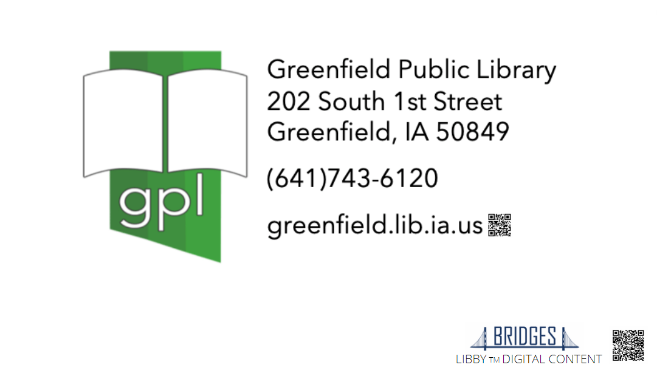 Greenfield Public Library
202 South 1st Street
Greenfield, IA 50849
(641)743-6120
greenfield.lib.ia.us
gpl
BRIDGES
LIBBY TM DIGITAL CONTENT